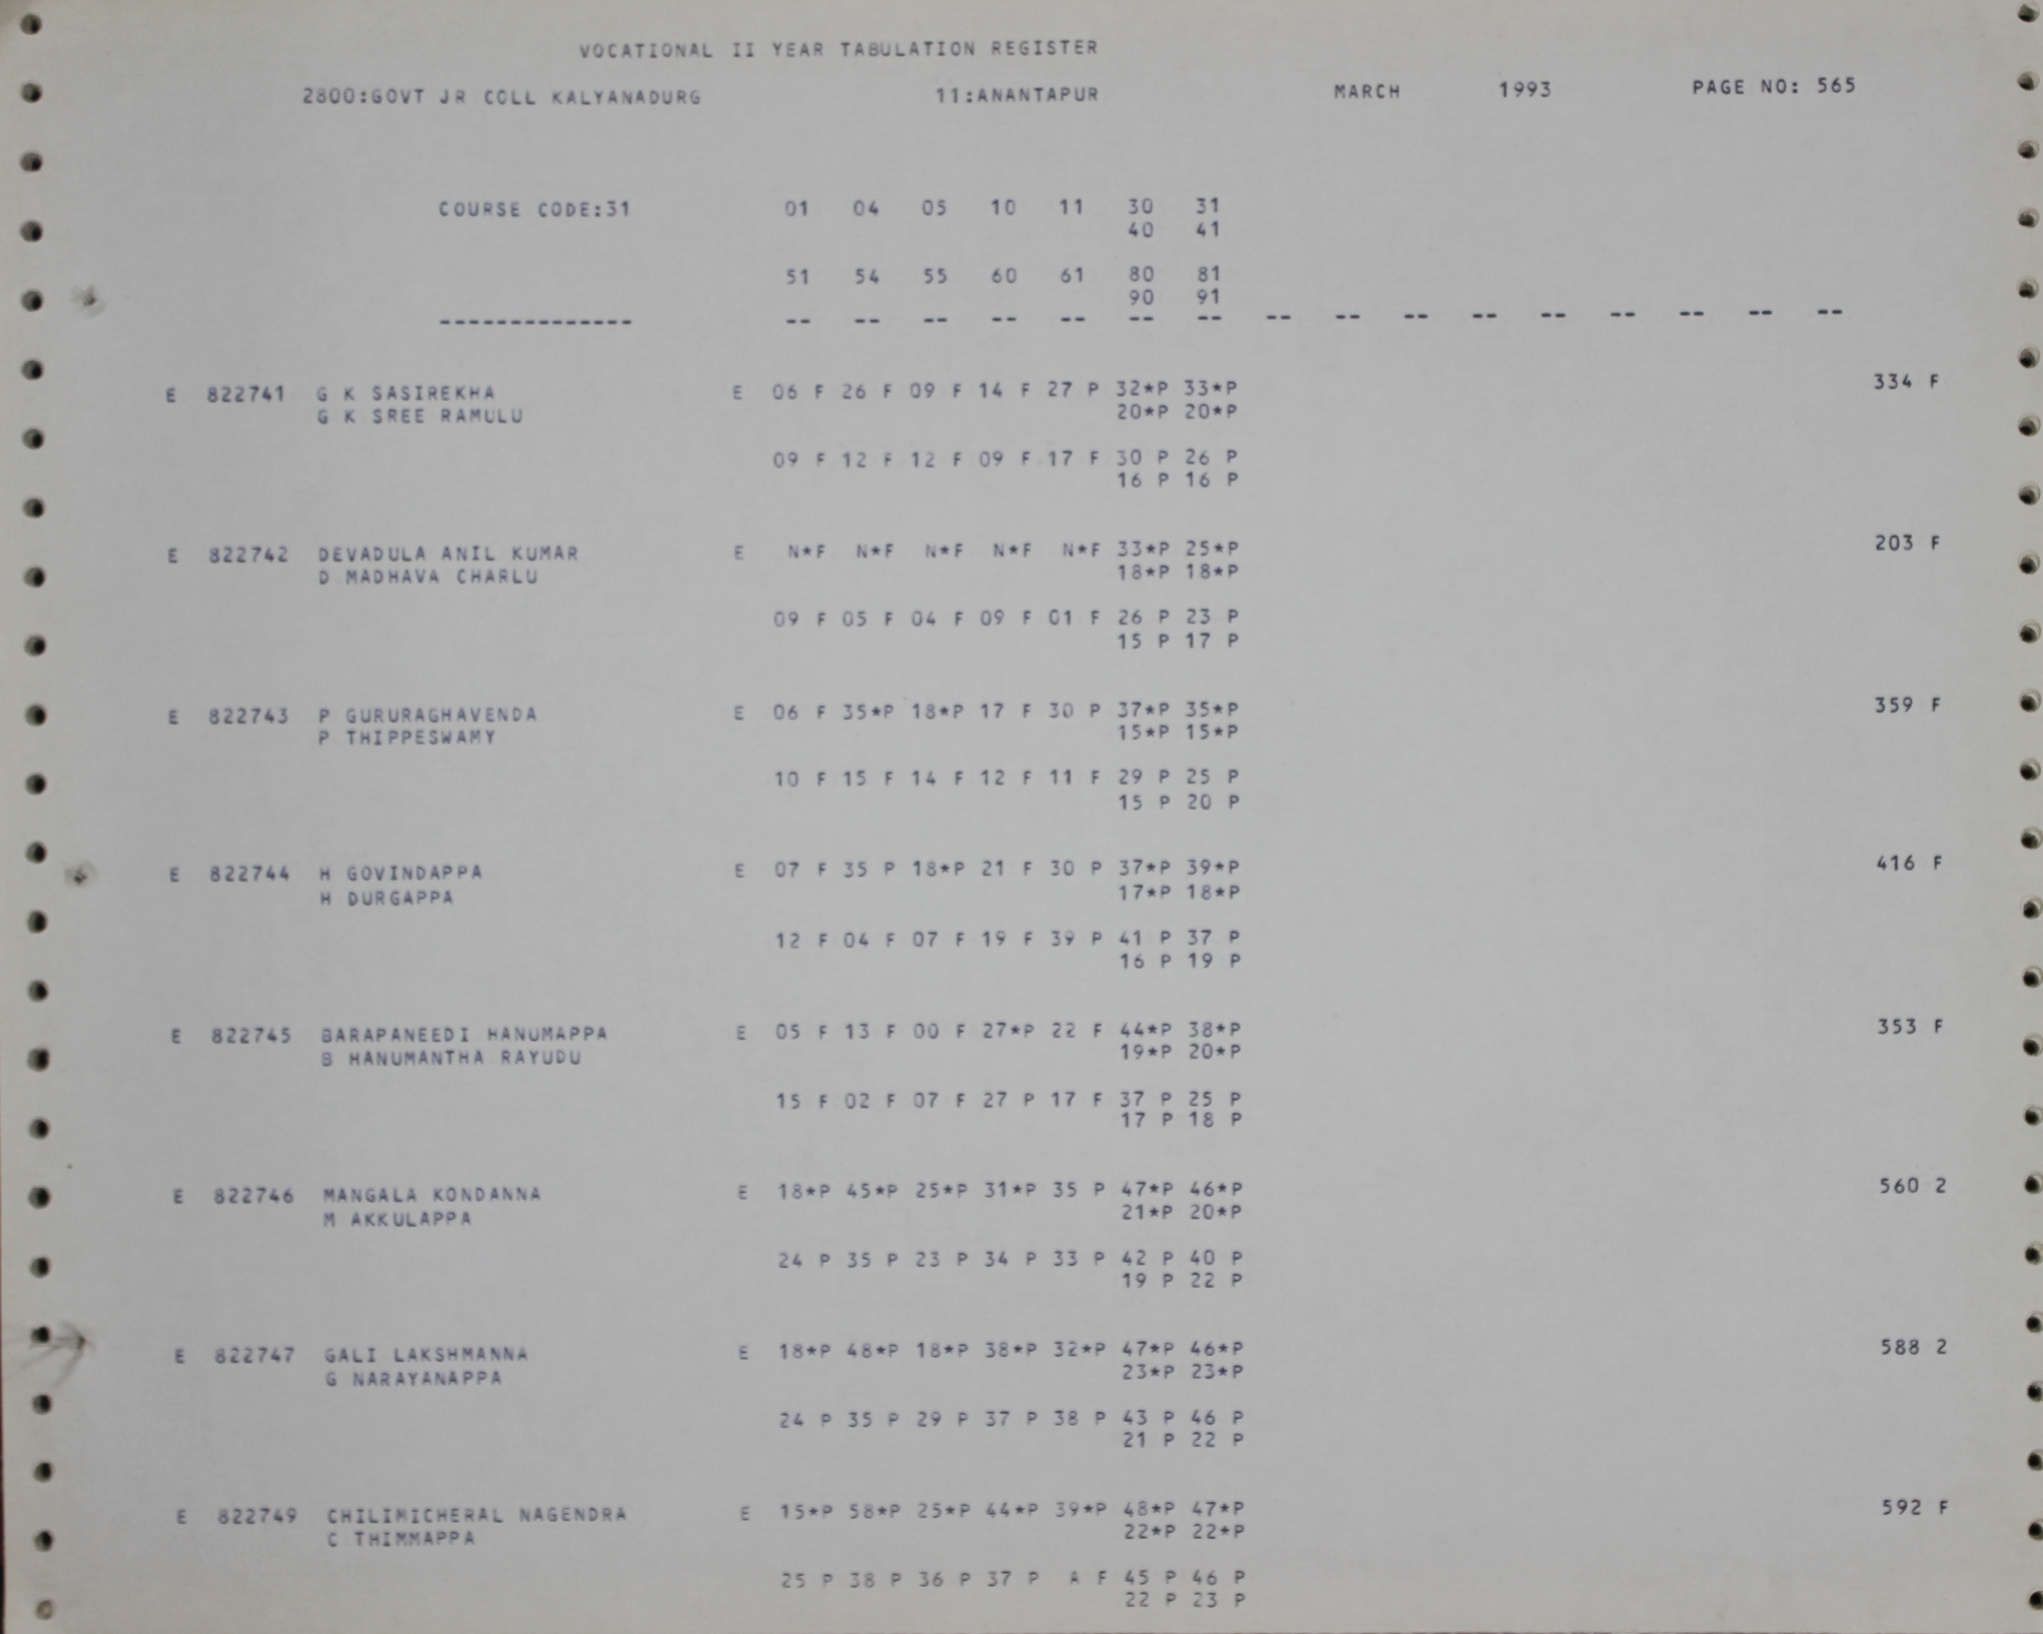 VOCATIONAL II YEAR TABULATION REGISTER
2800:GOVT JR COLL KALYANADURG 11:ANANTAPUR MARCH 1993 PAGE NO: 565
COURSE CODE:31 01 04 05 10 11 30 31
40 41
51 54 55 60 61 80 81
90 91
-------------- -- -- -- -- -- -- -- -- -- -- -- -- -- -- -- --
E 822741 G K SASIREKHA E 06 F 26 F 09 F 14 F 27 P 32*P 33*P 334 F
G K SREE RAMULU 20*P 20*P
09 F 12 F 12 F 09 F 17 F 30 P 26 P
16 P 16 P
E 822742 DEVADULA ANIL KUMAR E N*F N*F N*F N*F N*F 33*P 25*P 203 F
D MADHAVA CHARLU 18*P 18*P
09 F 05 F 04 F 09 F 01 F 26 P 23 P
15 P 17 P
E 822743 P GURURAGHAVENDA E 06 F 35*P 18*P 17 F 30 P 37*P 35*P 359 F
P THIPPESWAMY 15*P 15*P
10 F 15 F 14 F 12 F 11 F 29 P 25 P
15 P 20 P
E 822744 H GOVINDAPPA E 07 F 35 P 18*P 21 F 30 P 37*P 39*P 416 F
H DURGAPPA 17*P 18*P
12 F 04 F 07 F 19 F 39 P 41 P 37 P
16 P 19 P
E 822745 BARAPANEEDI HANUMAPPA E 05 F 13 F 00 F 27*P 22 F 44*P 38*P 353 F
B HANUMANTHA RAYUDU 19*P 20*P
15 F 02 F 07 F 27 P 17 F 37 P 25 P
17 P 18 P
E 822746 MANGALA KONDANNA E 18*P 45*P 25*P 31*P 35 P 47*P 46*P 560 2
M AKKULAPPA 21*P 20*P
24 P 35 P 23 P 34 P 33 P 42 P 40 P
19 P 22 P
E 822747 GALI LAKSHMANNA E 18*P 48*P 18*P 38*P 32*P 47*P 46*P 588 2
G NARAYANAPPA 23*P 23*P
24 P 35 P 29 P 37 P 38 P 43 P 46 P
21 P 22 P
E 822749 CHILIMICHERAL NAGENDRA E 15*P 58*P 25*P 44*P 39*P 48*P 47*P 592 F
C THIMMAPPA 22*P 22*P
25 P 38 P 36 P 37 P A F 45 P 46 P
22 P 23 P